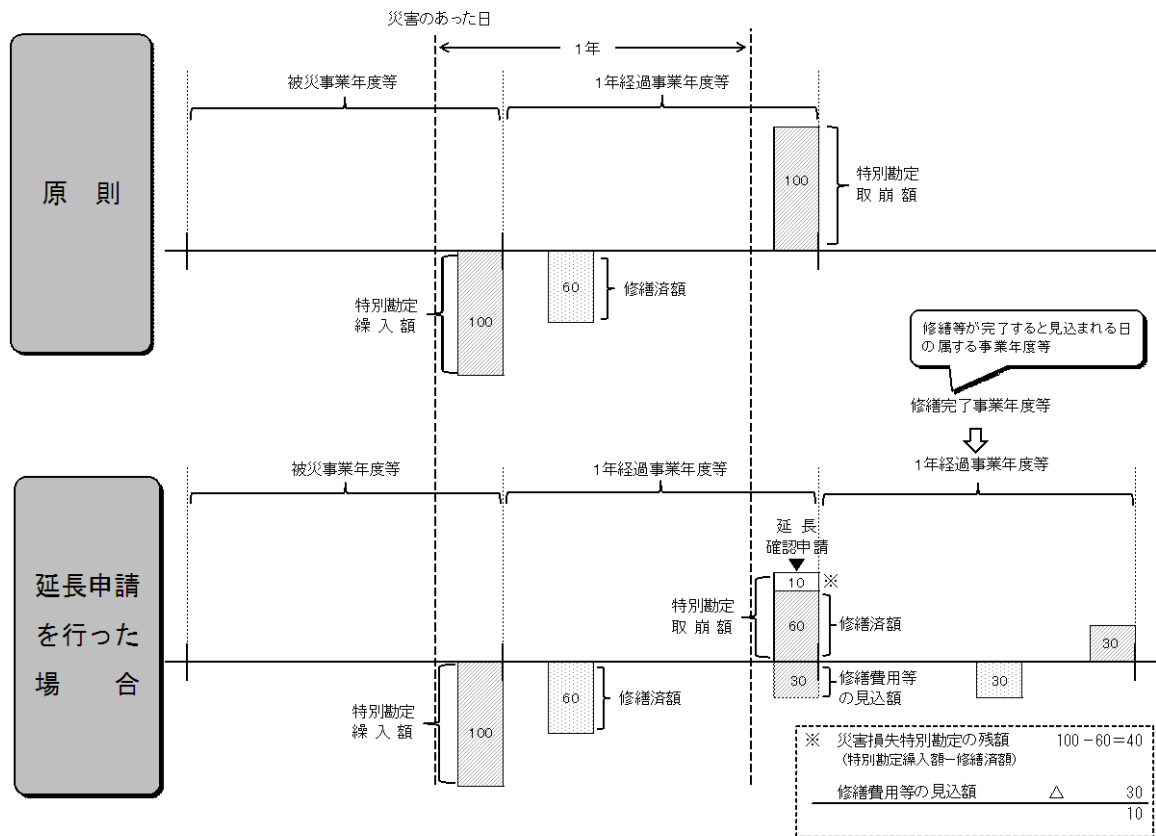 災害のあった日
1年
被災事業年度等
1年経過事業年度等
原　則
100
特別勘定
取崩額
特別勘定
繰入額
100
60
修繕済額
修繕等が完了すると見込まれる日
の属する事業年度等
修繕完了事業年度等
1年経過事業年度等
被災事業年度等
1年経過事業年度等
延長申請
を行った
場　合
延長
確認申請
10
※
特別勘定
取崩額
60
修繕済額
30
修繕費用等
の見込額
30
30
特別勘定
繰入額
100
60
修繕済額
※　災害損失特別勘定の残額　100－60＝40
(特別勘定繰入額－修繕済額)
修繕費用等の見込額　△　30
10